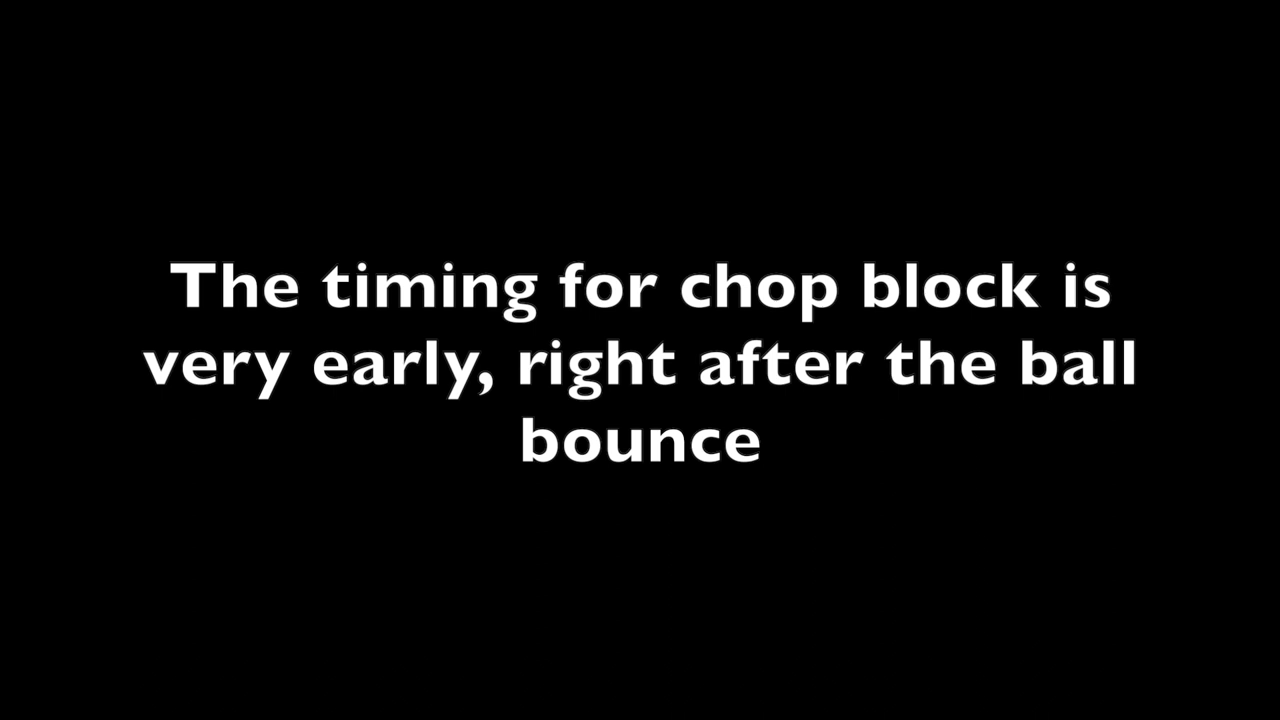 The timing for chop block is
very early, right after the ball
bounce